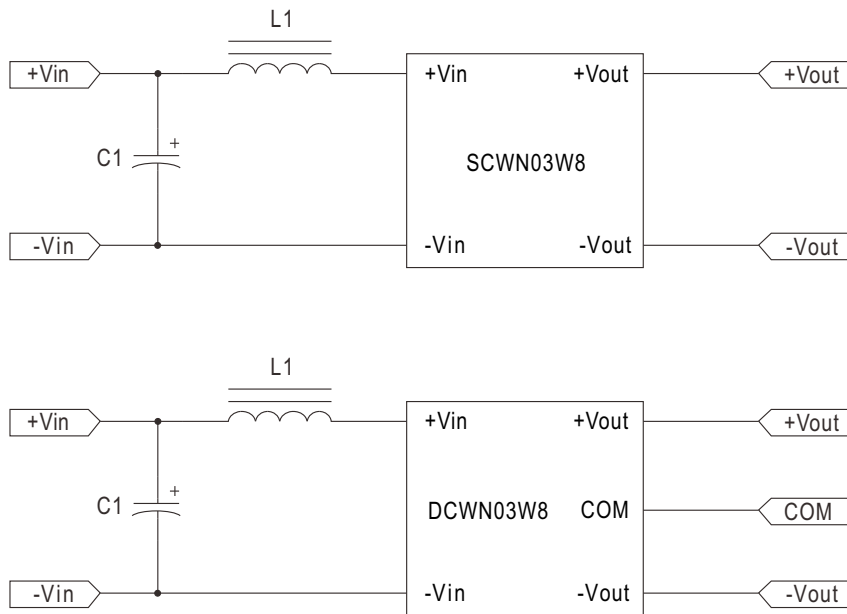 L1
+Vin
+Vin
+Vout
+Vout
+
C1
SCWN03W8
-Vin
-Vin
-Vout
-Vout
L1
+Vin
+Vin
+Vout
+Vout
+
C1
DCWN03W8
COM
COM
-Vin
-Vin
-Vout
-Vout